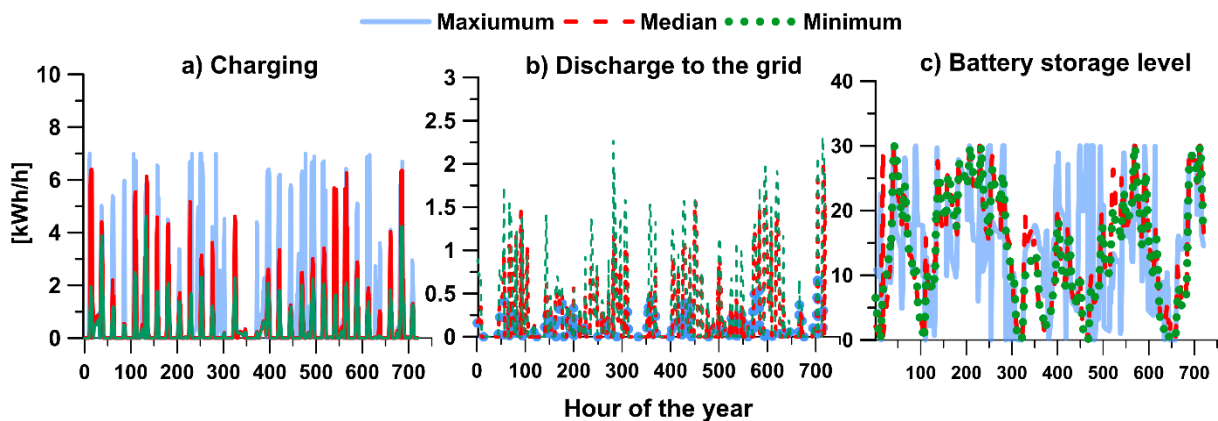 Maxiumum Median Minimum
a) Charging
b) Discharge to the grid
c) Battery storage level
[kWh/h]
10
8
6
4
2
0
0 100 200 300 400 500 600 700
3
2.5
2
1.5
1
0.5
0
0 100 200 300 400 500 600 700
40
30
20
10
0
100 200 300 400 500 600 700
Hour of the year